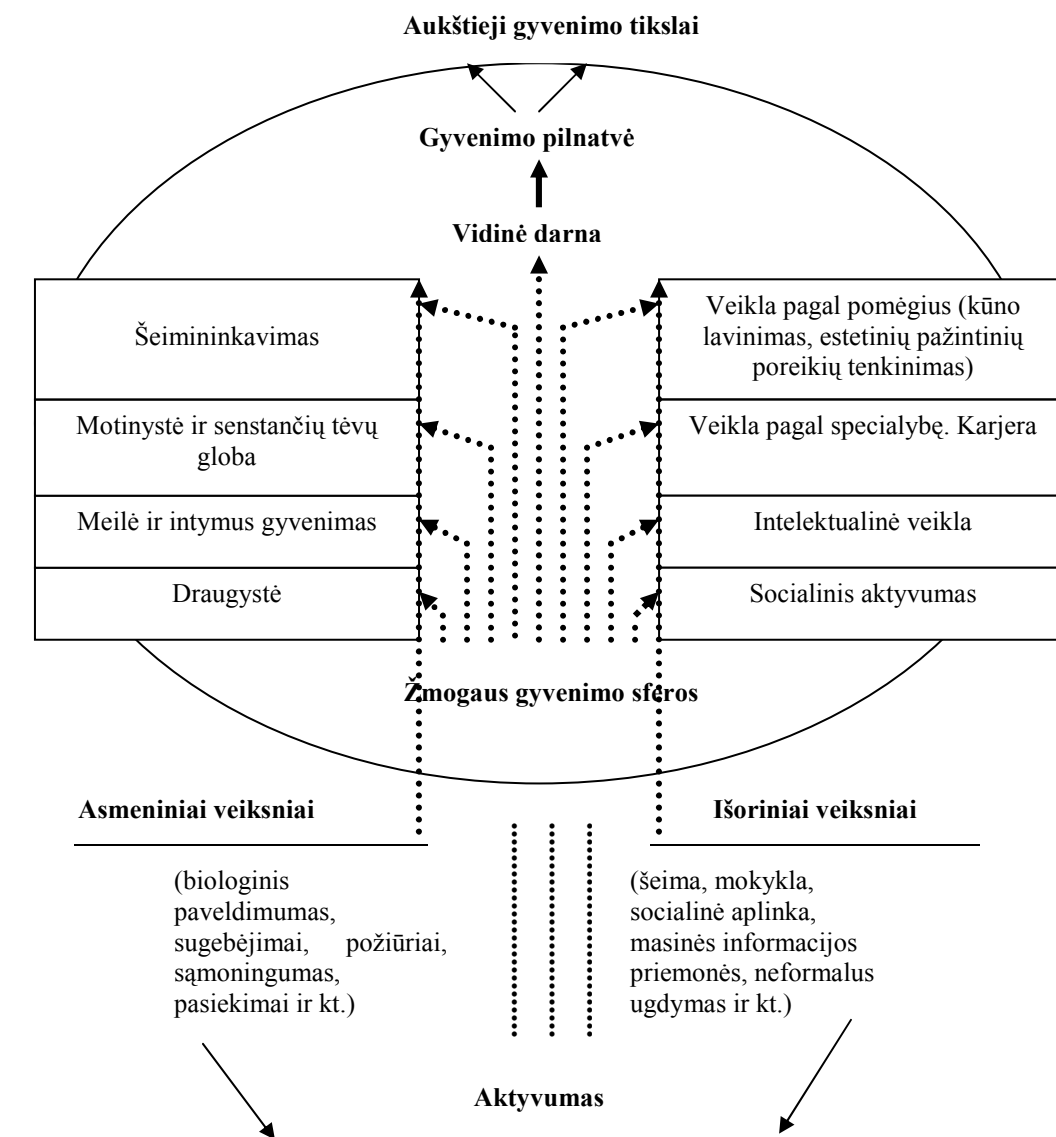 Aukštieji gyvenimo tikslai
Gyvenimo pilnatvė
Vidinė darna
Šeimininkavimas
Motinystė ir senstančių tėvų
globa
Meilė ir intymus gyvenimas
Draugystė
Veikla pagal pomėgius (kūno
lavinimas, estetinių pažintinių
poreikių tenkinimas)
Veikla pagal specialybę. Karjera
Intelektualinė veikla
Socialinis aktyvumas
Žmogaus gyvenimo sferos
Asmeniniai veiksniai
(biologinis
paveldimumas,
sugebėjimai, požiūriai,
sąmoningumas,
pasiekimai ir kt.)
Išoriniai veiksniai
(šeima, mokykla,
socialinė aplinka,
masinės informacijos
priemonės, neformalus
ugdymas ir kt.)
Aktyvumas